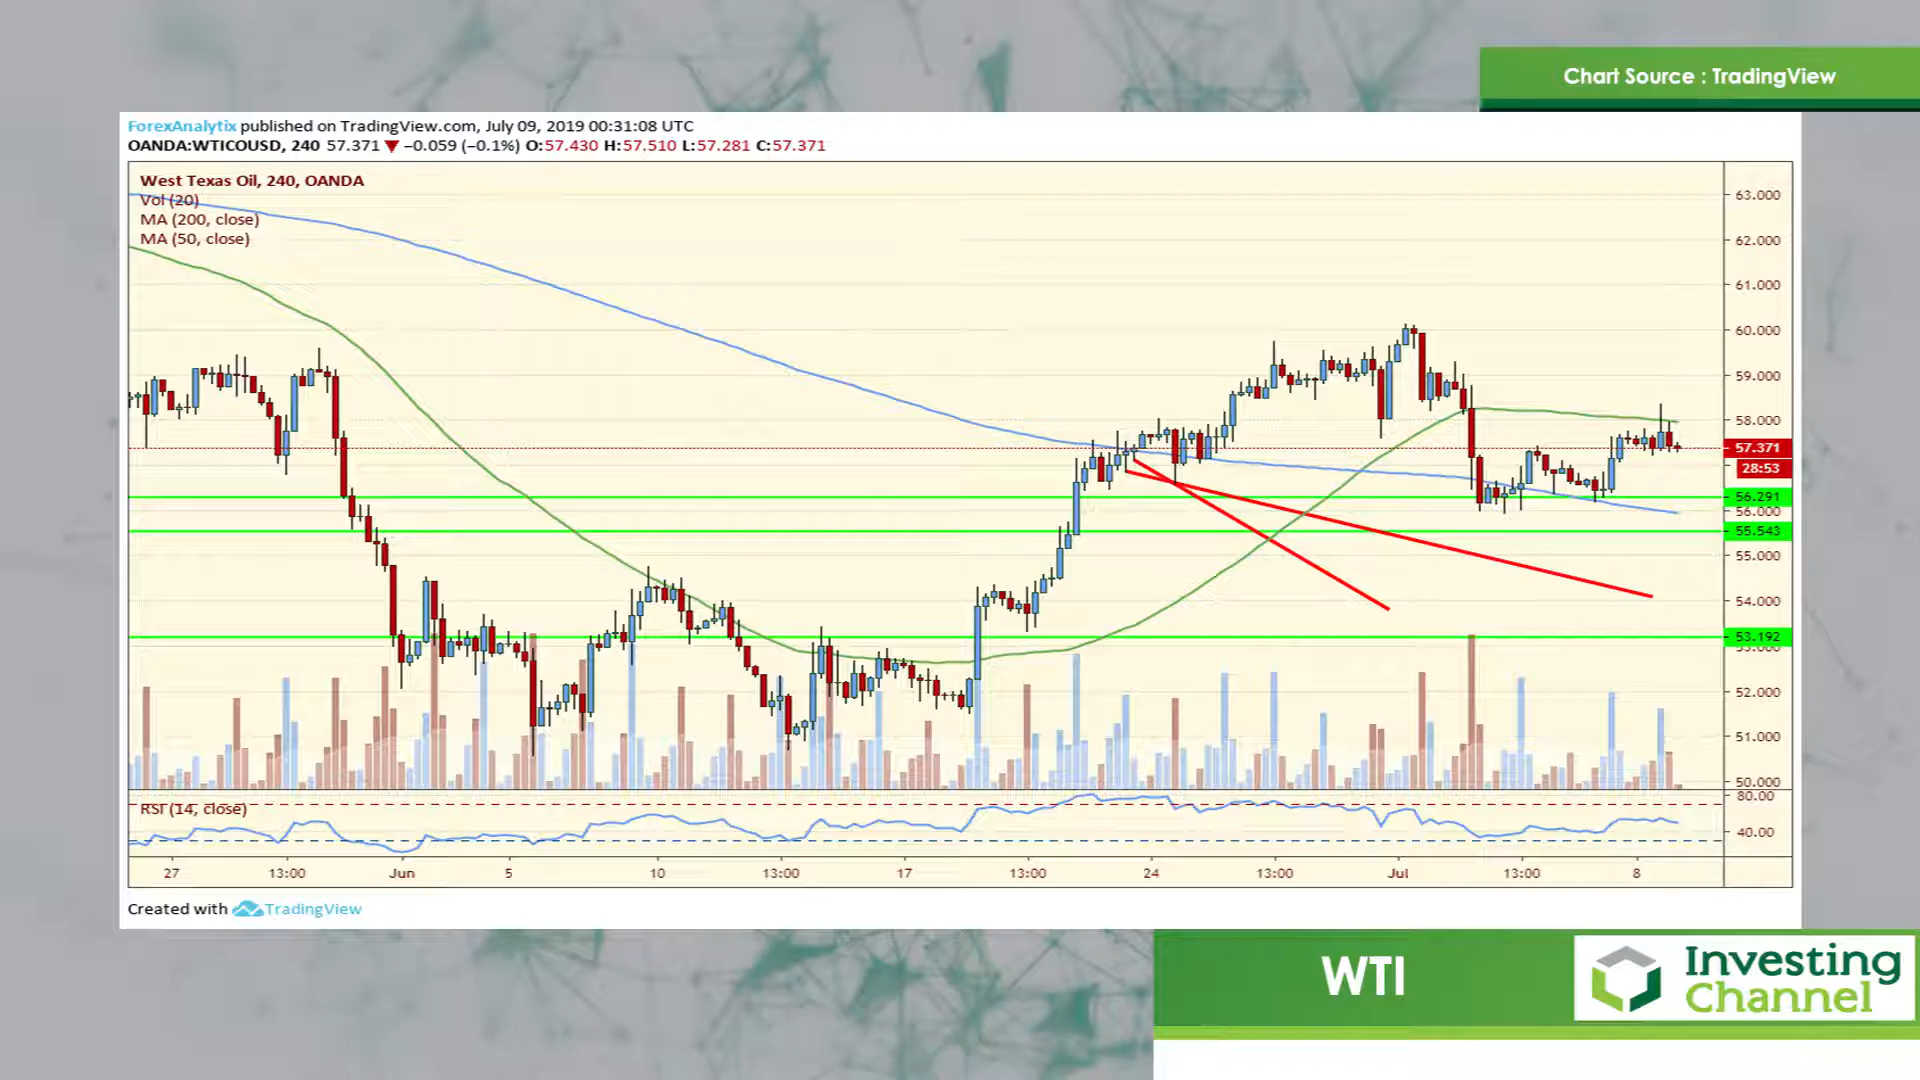 Chart Source : TradingView
ForexAnalytix published on TradingView.com, July 09, 2019 00:31:08 UTC
OANDA:WTICOUSD, 240 57.371 ▼ −0.059 (−0.1%) O:57.430 H:57.510 L:57.281 C:57.371
West Texas Oil, 240, OANDA
Vol (20)
MA (200, close)
MA (50, close)
63.000
62.000
61.000
60.000
59.000
58.000
57.371
28:53
56.291
56.000
55.543
55.000
54.000
53.192
53.000
52.000
51.000
50.000
80.00
RSI (14, close)
40.00
27 13:00 Jun 5 10 13:00 17 13:00 24 13:00 Jul 13:00 8
Created with TradingView
WTI
Investing
Channel